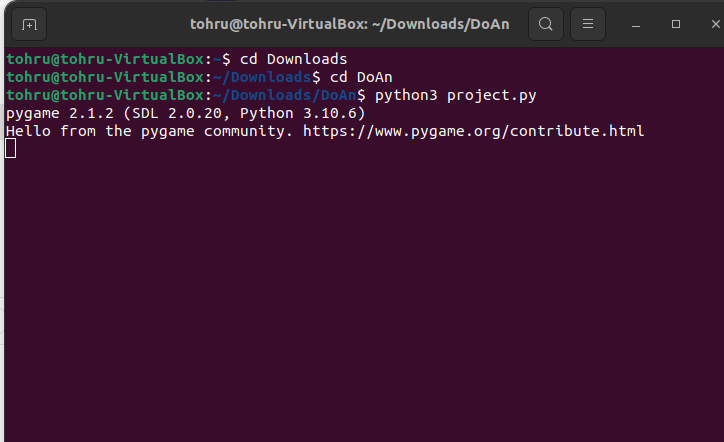 tohru@tohru-VirtualBox: ~/Downloads/DoAn
tohru@tohru-VirtualBox:~$ cd Downloads
tohru@tohru-VirtualBox:~/Downloads$ cd DoAn
tohru@tohru-VirtualBox:~/Downloads/DoAn$ python3 project.py
pygame 2.1.2 (SDL 2.0.20, Python 3.10.6)
Hello from the pygame community. https://www.pygame.org/contribute.html